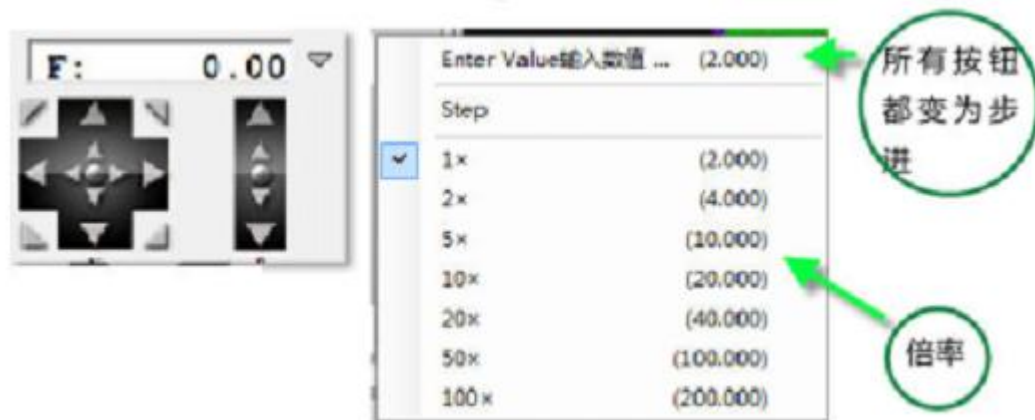 F: 0.00
Enter Value输入数值 ... (2.000)
Step
1× (2.000)
2× (4.000)
5× (10.000)
10× (20.000)
20× (40.000)
50× (100.000)
100× (200.000)
所有按钮
都变为步
进
倍率